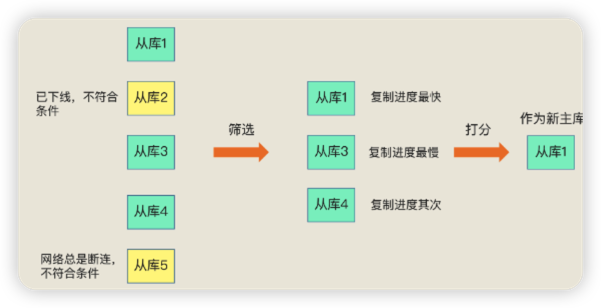 从库1
已下线，不符合
条件
从库2
从库3
从库4
网络总是断连，
不符合条件
从库5
筛选
从库1
复制进度最快
从库3
复制进度最慢
从库4
复制进度其次
打分
作为新主库
从库1